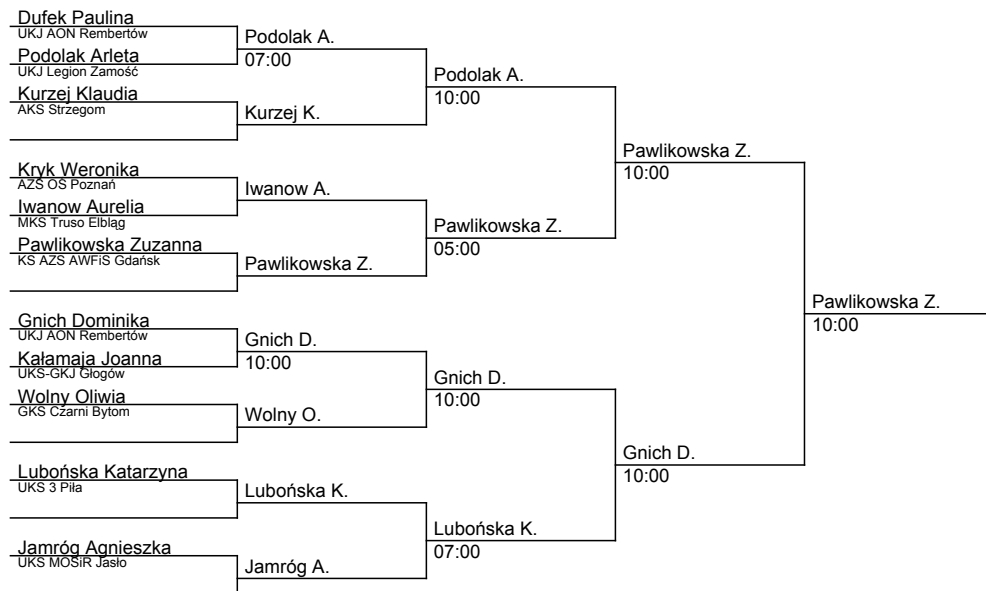 Dufek Paulina
UKJ AON Rembertów
Podolak Arleta
UKJ Legion Zamość
Kurzej Klaudia
AKS Strzegom
Kryk Weronika
AZS OŚ Poznań
Iwanow Aurelia
MKS Truso Elbląg
Pawlikowska Zuzanna
KS AZS AWFiS Gdańsk
Gnich Dominika
UKJ AON Rembertów
Kałamaja Joanna
UKS-GKJ Głogów
Wolny Oliwia
GKS Czarni Bytom
Lubońska Katarzyna
UKS 3 Piła
Jamróg Agnieszka
UKS MOSiR Jasło
Podolak A.
07:00
Kurzej K.
Iwanow A.
Pawlikowska Z.
Gnich D.
10:00
Wolny O.
Lubońska K.
Jamróg A.
Podolak A.
10:00
Pawlikowska Z.
05:00
Gnich D.
10:00
Lubońska K.
07:00
Pawlikowska Z.
10:00
Gnich D.
10:00
Pawlikowska Z.
10:00